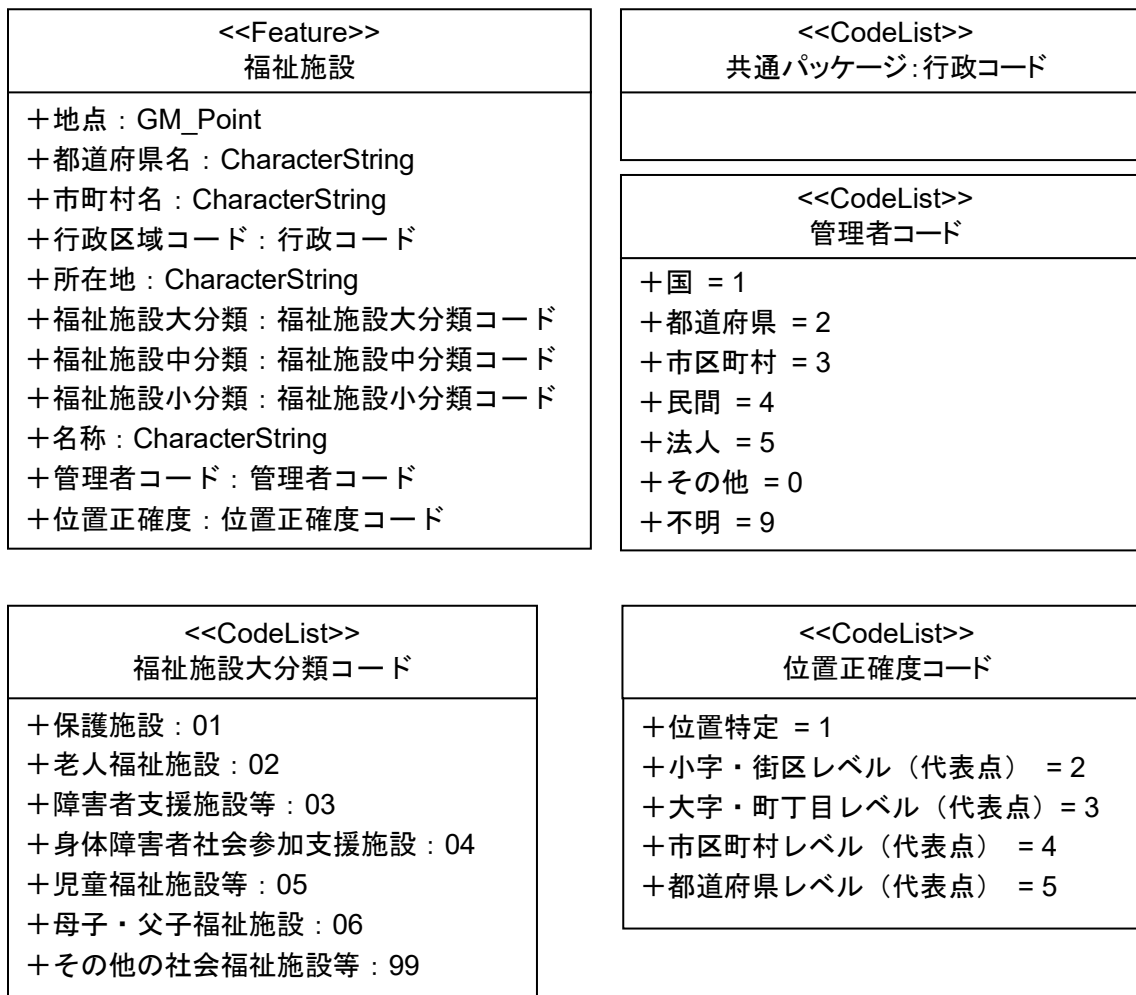 <<Feature>>
福祉施設
＋地点：GM_Point
＋都道府県名：CharacterString
＋市町村名：CharacterString
＋行政区域コード：行政コード
＋所在地：CharacterString
＋福祉施設大分類：福祉施設大分類コード
＋福祉施設中分類：福祉施設中分類コード
＋福祉施設小分類：福祉施設小分類コード
＋名称：CharacterString
＋管理者コード：管理者コード
＋位置正確度：位置正確度コード
<<CodeList>>
共通パッケージ：行政コード
<<CodeList>>
管理者コード
＋国 = 1
＋都道府県 = 2
＋市区町村 = 3
＋民間 = 4
＋法人 = 5
＋その他 = 0
＋不明 = 9
<<CodeList>>
福祉施設大分類コード
＋保護施設：01
＋老人福祉施設：02
＋障害者支援施設等：03
＋身体障害者社会参加支援施設：04
＋児童福祉施設等：05
＋母子・父子福祉施設：06
＋その他の社会福祉施設等：99
<<CodeList>>
位置正確度コード
＋位置特定 = 1
＋小字・街区レベル（代表点） = 2
＋大字・町丁目レベル（代表点）= 3
＋市区町村レベル（代表点） = 4
＋都道府県レベル（代表点） = 5